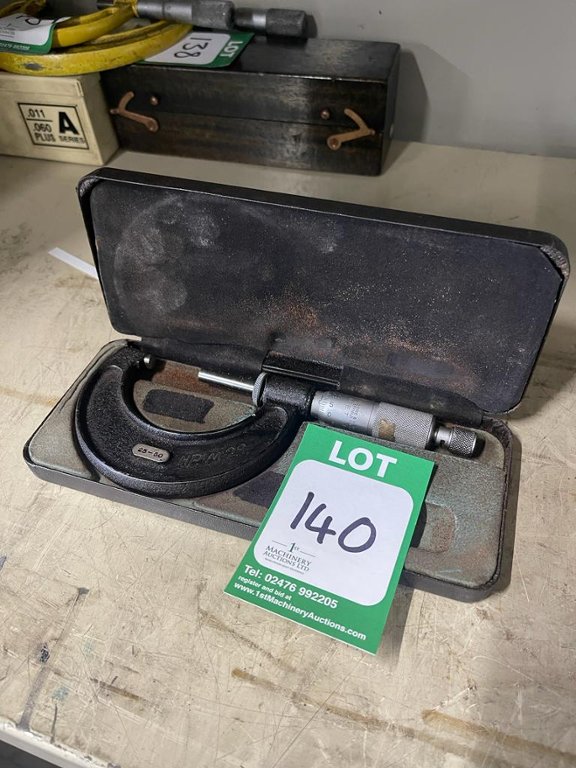 138
.011
.060
PLUS
A
SERIES
25-50
LOT
140
1st
MACHINERY
AUCTIONS LTD
Tel: 02476 992205
register and bid at
www.1stMachineryAuctions.com